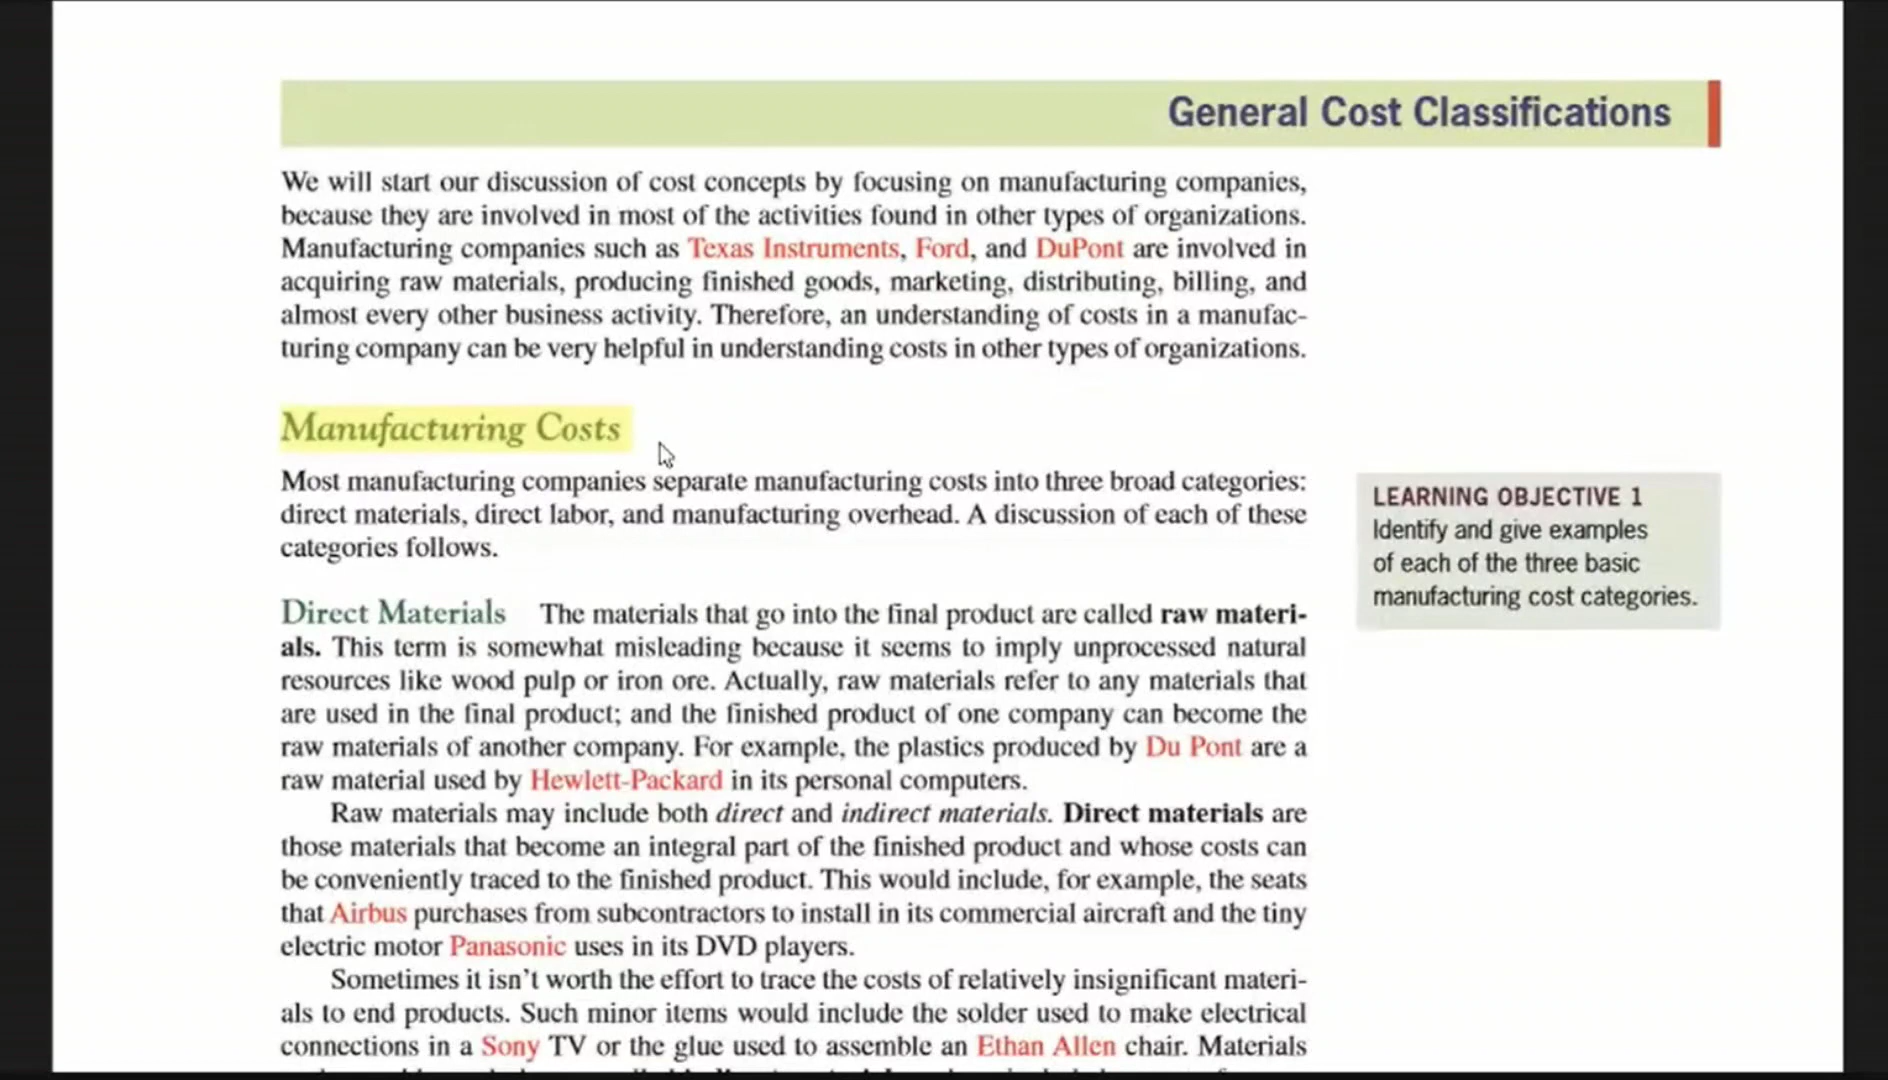 General Cost Classifications
We will start our discussion of cost concepts by focusing on manufacturing companies,
because they are involved in most of the activities found in other types of organizations.
Manufacturing companies such as Texas Instruments, Ford, and DuPont are involved in
acquiring raw materials, producing finished goods, marketing, distributing, billing, and
almost every other business activity. Therefore, an understanding of costs in a manufac-
turing company can be very helpful in understanding costs in other types of organizations.
Manufacturing Costs
Most manufacturing companies separate manufacturing costs into three broad categories:
direct materials, direct labor, and manufacturing overhead. A discussion of each of these
categories follows.
LEARNING OBJECTIVE 1
Identify and give examples
of each of the three basic
manufacturing cost categories.
Direct Materials The materials that go into the final product are called raw materi-
als. This term is somewhat misleading because it seems to imply unprocessed natural
resources like wood pulp or iron ore. Actually, raw materials refer to any materials that
are used in the final product; and the finished product of one company can become the
raw materials of another company. For example, the plastics produced by Du Pont are a
raw material used by Hewlett-Packard in its personal computers.
Raw materials may include both direct and indirect materials. Direct materials are
those materials that become an integral part of the finished product and whose costs can
be conveniently traced to the finished product. This would include, for example, the seats
that Airbus purchases from subcontractors to install in its commercial aircraft and the tiny
electric motor Panasonic uses in its DVD players.
Sometimes it isn't worth the effort to trace the costs of relatively insignificant materi-
als to end products. Such minor items would include the solder used to make electrical
connections in a Sony TV or the glue used to assemble an Ethan Allen chair. Materials